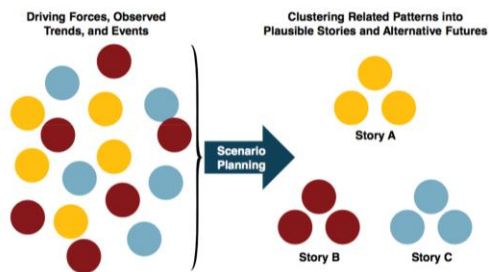 Driving Forces, Observed
Trends, and Events
Clustering Related Patterns into
Plausible Stories and Alternative Futures
Scenario
Planning
Story A
Story B
Story C